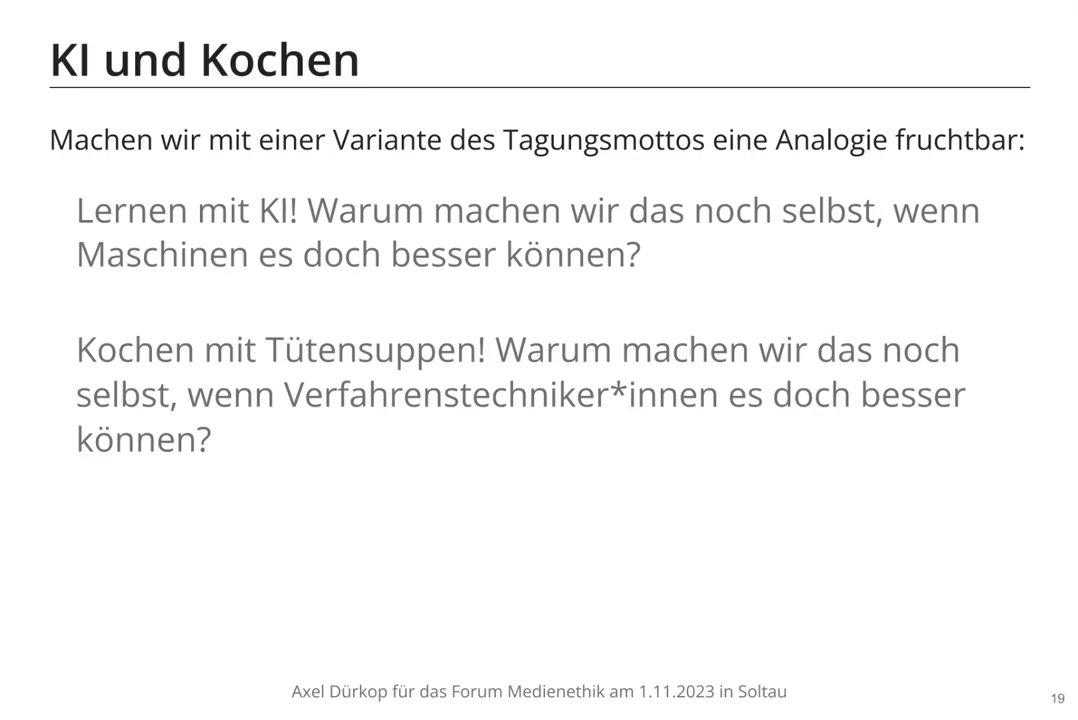 KI und Kochen
Machen wir mit einer Variante des Tagungsmottos eine Analogie fruchtbar:
Lernen mit KI! Warum machen wir das noch selbst, wenn
Maschinen es doch besser können?
Kochen mit Tütensuppen! Warum machen wir das noch
selbst, wenn Verfahrenstechniker*innen es doch besser
können?
Axel Dürkop für das Forum Medienethik am 1.11.2023 in Soltau
19